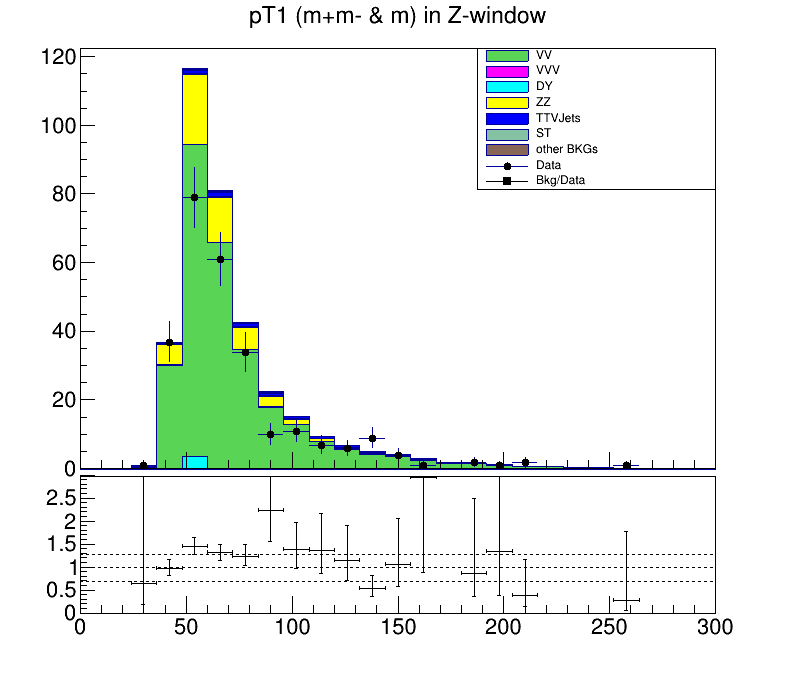 pT1 (m+m- & m) in Z-window
120
100
80
60
40
20
0
VV
VVV
DY
ZZ
TTVJets
ST
other BKGs
Data
Bkg/Data
2.5
2
1.5
1
0.5
0
0 50 100 150 200 250 300